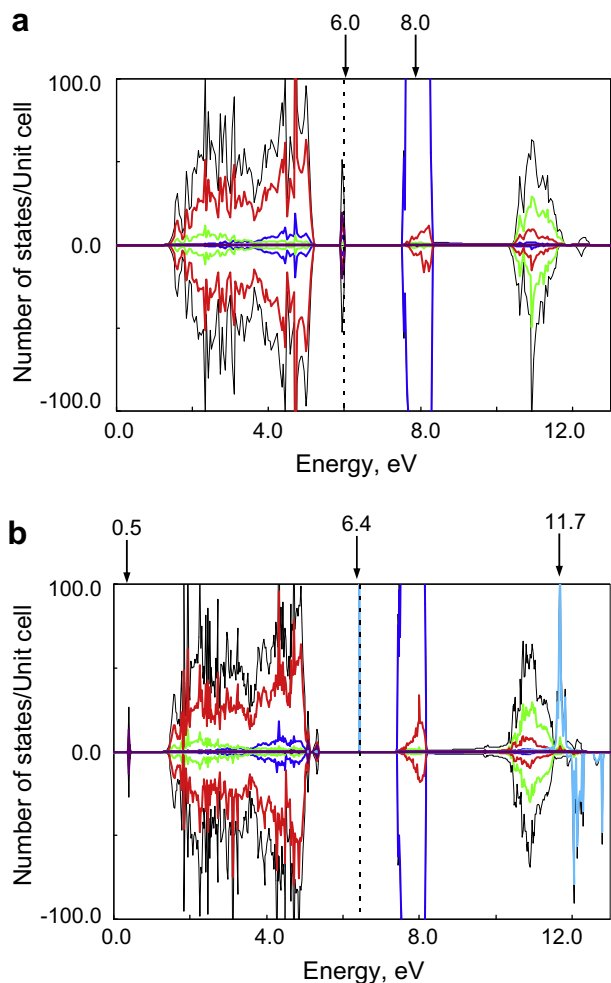 a
6.0 8.0
100.0
0.0
-100.0
Number of states/Unit cell
0.0 4.0 8.0 12.0
Energy, eV
b
0.5 6.4 11.7
100.0
0.0
-100.0
Number of states/Unit cell
0.0 4.0 8.0 12.0
Energy, eV